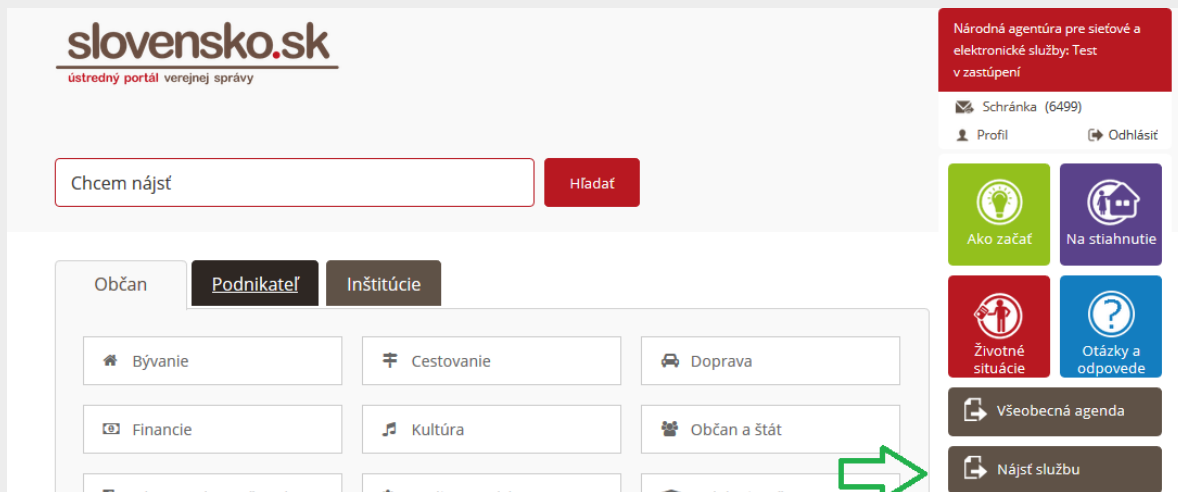 slovensko.sk
ústredný portál verejnej správy
Národná agentúra pre sieťové a
elektronické služby: Test
v zastúpení
Schránka (6499)
Profil
Odhlásiť
Chcem nájsť
Hľadať
Ako začať
Na stiahnutie
Občan
Podnikateľ
Inštitúcie
Životné
situácie
Otázky a
odpovede
Bývanie
Cestovanie
Doprava
Všeobecná agenda
Financie
Kultúra
Občan a štát
Nájsť službu